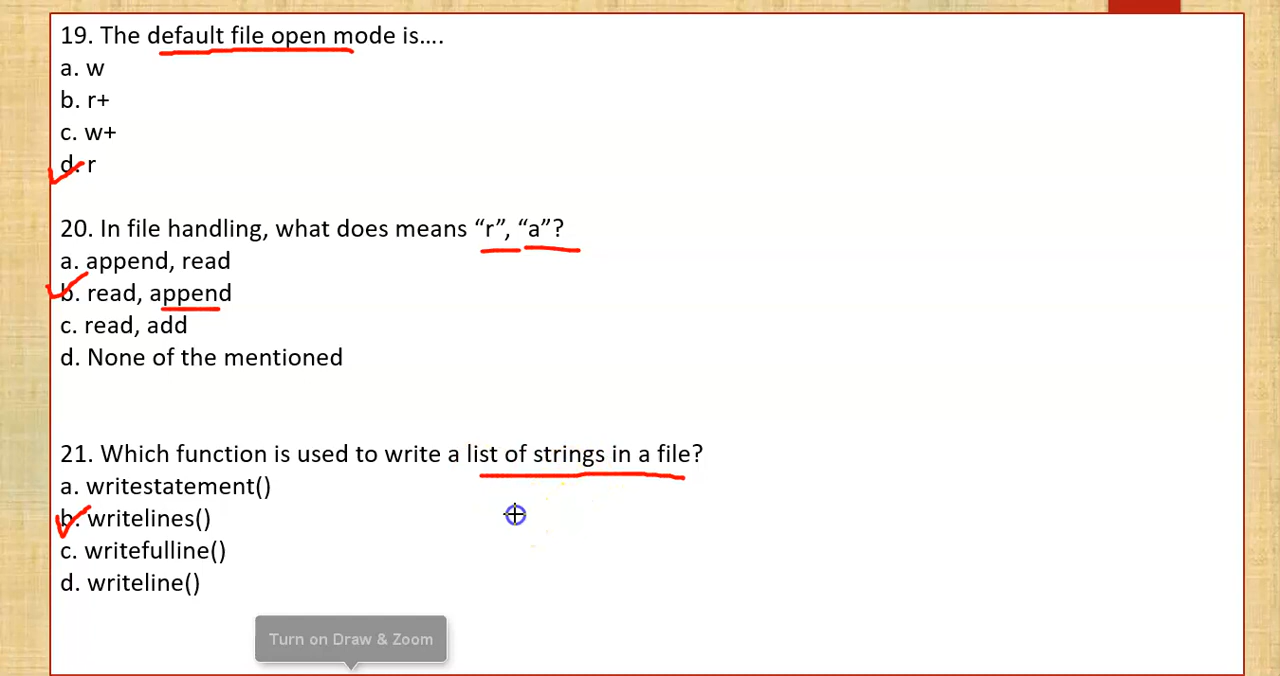 19. The default file open mode is....
a. w
b. r+
c. w+
d. r
20. In file handling, what does means “r”, “a”?
a. append, read
b. read, append
c. read, add
d. None of the mentioned
21. Which function is used to write a list of strings in a file?
a. writestatement()
b. writelines()
c. writefulline()
d. writeline()
Turn on Draw & Zoom